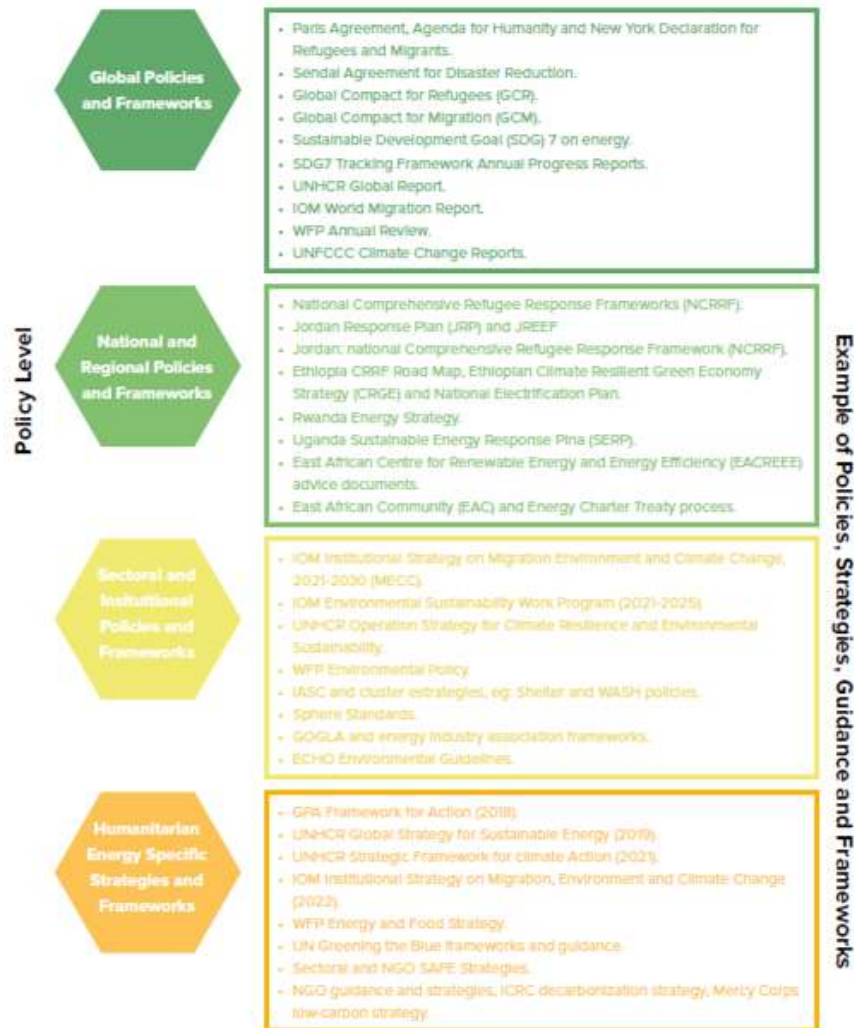 Policy Level
Global Policies
and Frameworks
• Paris Agreement, Agenda for Humanity and New York Declaration for
Refugees and Migrants.
• Sendai Agreement for Disaster Reduction.
• Global Compact for Refugees (GCR).
• Global Compact for Migration (GCM).
• Sustainable Development Goal (SDG) 7 on energy.
• SDG7 Tracking Framework Annual Progress Reports.
• UNHCR Global Report.
• IOM World Migration Report.
• WFP Annual Review.
• UNFCCC Climate Change Reports.
National and
Regional Policies
and Frameworks
• National Comprehensive Refugee Response Frameworks (NCRRF).
• Jordan Response Plan (JRP) and JREEF
• Jordan: national Comprehensive Refugee Response Framework (NCRRF).
• Ethiopia CRRF Road Map, Ethiopian Climate Resilient Green Economy
Strategy (CRGE) and National Electrification Plan.
• Rwanda Energy Strategy.
• Uganda Sustainable Energy Response Plna (SERP).
• East African Centre for Renewable Energy and Energy Efficiency (EACREEE)
advice documents.
• East African Community (EAC) and Energy Charter Treaty process.
Sectoral and
Insitutional
Policies and
Frameworks
• IOM Institutional Strategy on Migration Environment and Climate Change,
2021-2030 (MECC).
• IOM Environmental Sustainability Work Program (2021-2025)
• UNHCR Operation Strategy for Climate Resilience and Environmental
Sustainability.
• WFP Environmental Policy.
• IASC and cluster estrategies, eg: Shelter and WASH policies.
• Sphere Standards.
• GOGLA and energy industry association frameworks.
• ECHO Environmental Guidelines.
Humanitarian
Energy Specific
Strategies and
Frameworks
• GPA Framework for Action (2018).
• UNHCR Global Strategy for Sustainable Energy (2019).
• UNHCR Strategic Framework for climate Action (2021).
• IOM Institutional Strategy on Migration, Environment and Climate Change
(2022).
• WFP Energy and Food Strategy.
• UN Greening the Blue frameworks and guidance.
• Sectoral and NGO SAFE Strategies.
• NGO guidance and strategies, ICRC decarbonization strategy, Mercy Corps
low-carbon strategy.
Example of Policies, Strategies, Guidance and Frameworks